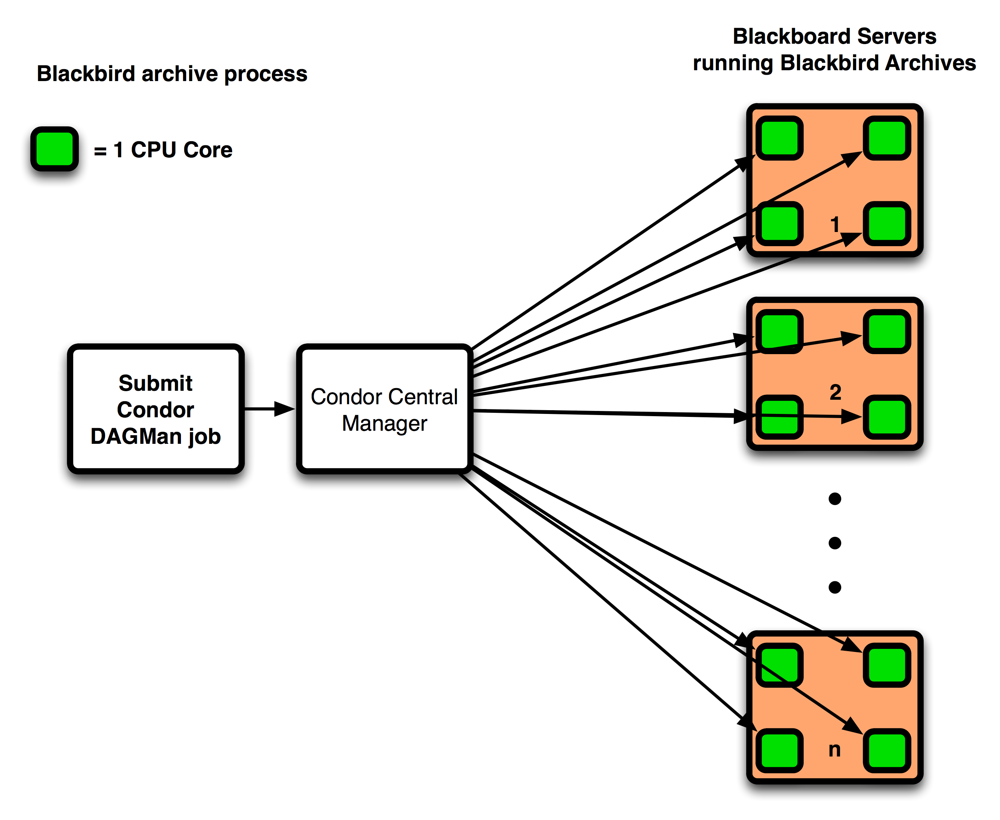 Blackboard Servers
running Blackbird Archives
Blackbird archive process
= 1 CPU Core
1
Submit
Condor
DAGMan job
Condor Central
Manager
2
n